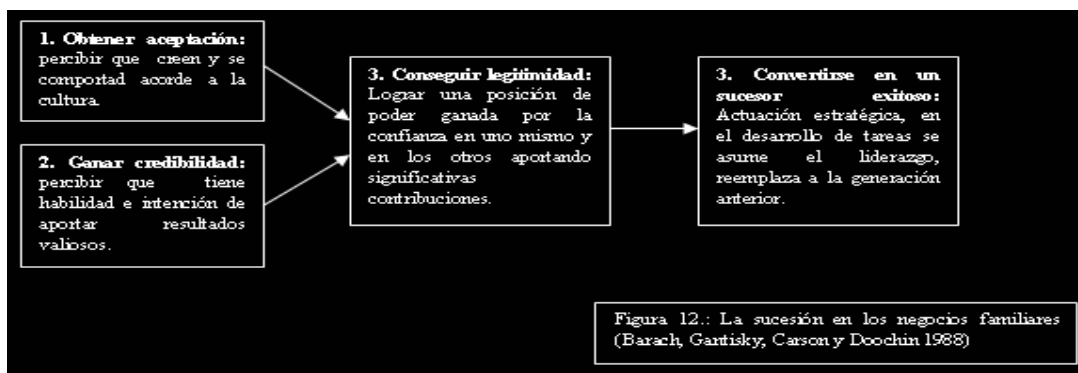 1. Obtener aceptación:
percibir que creen y se
comportad acorde a la
cultura.
2. Ganar credibilidad:
percibir que tiene
habilidad e intención de
aportar resultados
valiosos.
3. Conseguir legitimidad:
Lograr una posición de
poder ganada por la
confianza en uno mismo y
en los otros aportando
significativas
contribuciones.
3. Convertirse en un
sucesor exitoso:
Actuación estratégica, en
el desarrollo de tareas se
asume el liderazgo,
reemplaza a la generación
anterior.
Figura 12.: La sucesión en los negocios familiares
(Barach, Gantisky, Carson y Doochin 1988)